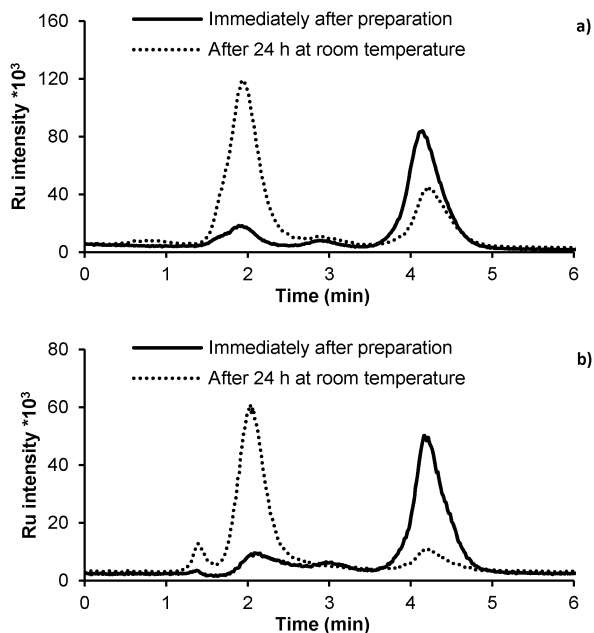 a)
Immediately after preparation
After 24 h at room temperature
Ru intensity *10³
160
120
80
40
0
0 1 2 3 4 5 6
Time (min)
b)
Immediately after preparation
After 24 h at room temperature
Ru intensity *10³
80
60
40
20
0
0 1 2 3 4 5 6
Time (min)